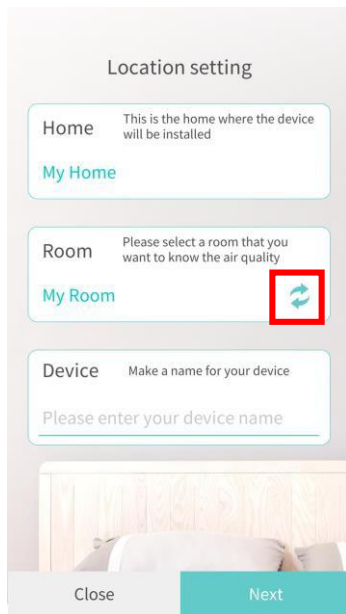 Location setting
Home
This is the home where the device
will be installed
My Home
Room
Please select a room that you
want to know the air quality
My Room
Device
Make a name for your device
Please enter your device name
Close
Next